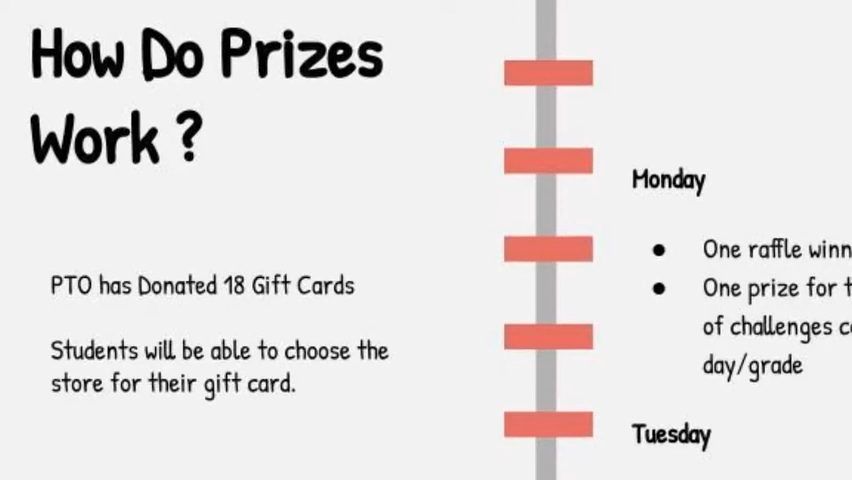 How Do Prizes
Work ?
PTO has Donated 18 Gift Cards
Students will be able to choose the
store for their gift card.
Monday
● One raffle
● One prize for
of challenges
day/grade
Tuesday